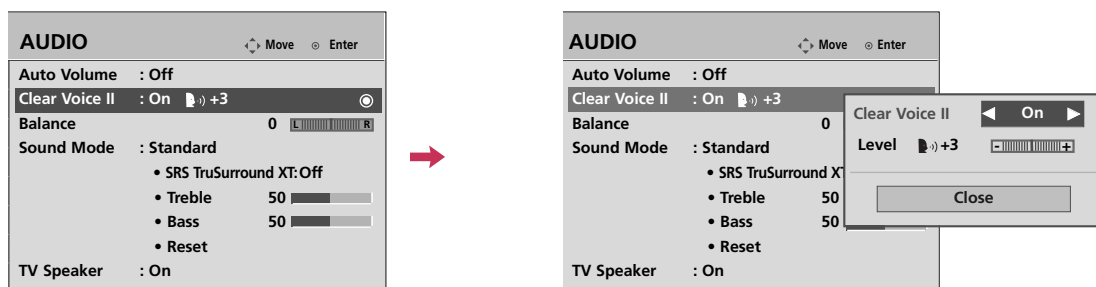 AUDIO Move Enter
Auto Volume : Off
Clear Voice II : On +3
Balance 0 L R
Sound Mode : Standard
• SRS TruSurround XT: Off
• Treble 50
• Bass 50
• Reset
TV Speaker : On
AUDIO Move Enter
Auto Volume : Off
Clear Voice II : On +3
Balance 0
Sound Mode : Standard
• SRS TruSurround XT
• Treble 50
• Bass 50
• Reset
TV Speaker : On
Clear Voice II ◀ On ▶
Level +3 - +
Close